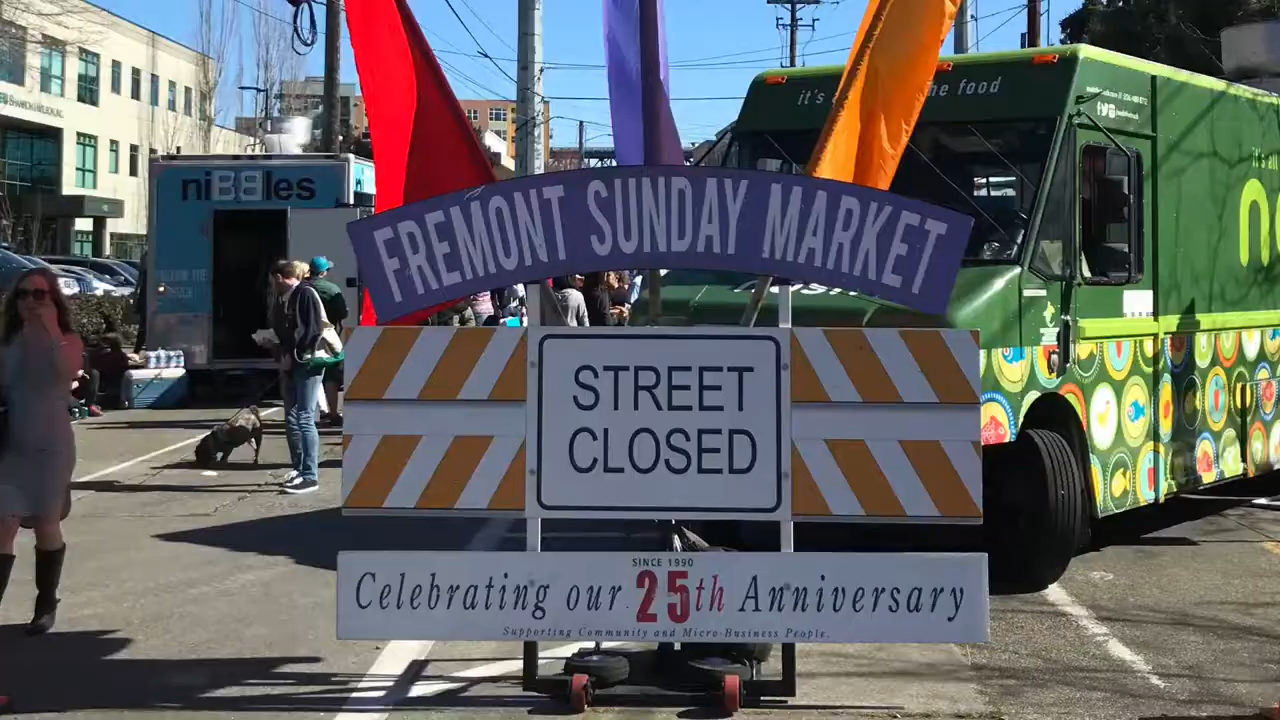 it's
the food
niBBles
FREMONT SUNDAY MARKET
STREET
CLOSED
SINCE 1990
Celebrating our 25th Anniversary
Supporting Community and Micro-Business People.